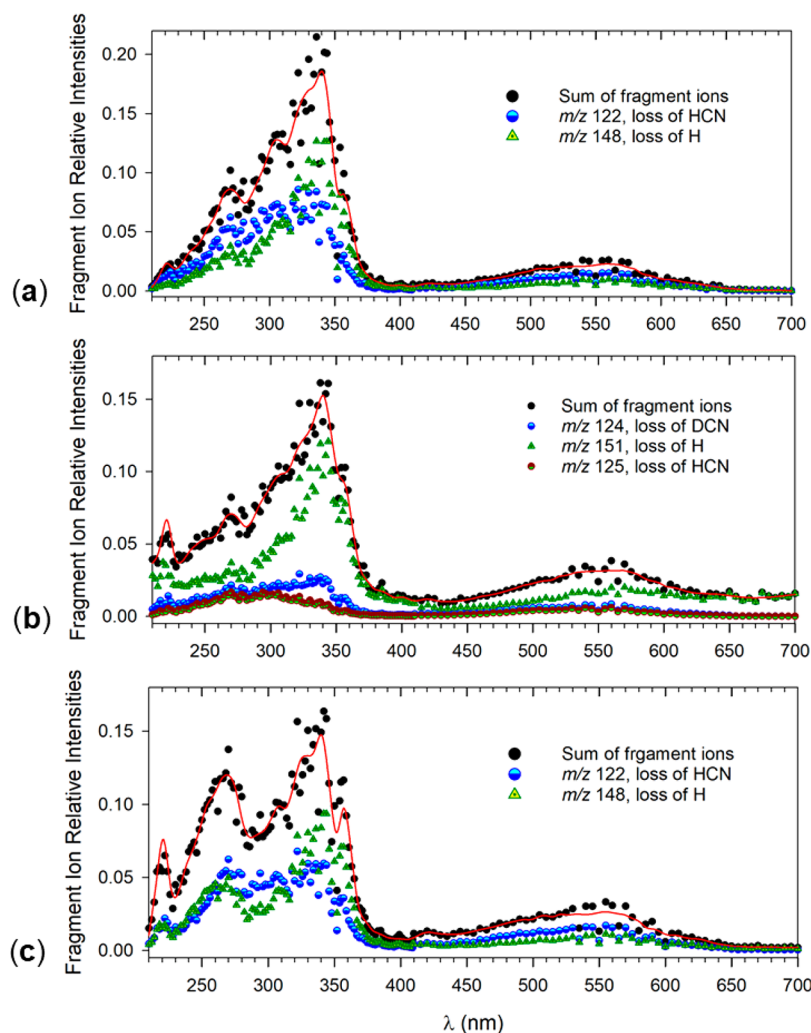 0.20
0.15
0.10
0.05
0.00
Fragment Ion Relative Intensities
Sum of fragment ions
m/z 122, loss of HCN
m/z 148, loss of H
250 300 350 400 450 500 550 600 650 700
(a)
0.15
0.10
0.05
0.00
Fragment Ion Relative Intensities
Sum of fragment ions
m/z 124, loss of DCN
m/z 151, loss of H
m/z 125, loss of HCN
250 300 350 400 450 500 550 600 650 700
(b)
0.15
0.10
0.05
0.00
Fragment Ion Relative Intensities
Sum of frgament ions
m/z 122, loss of HCN
m/z 148, loss of H
250 300 350 400 450 500 550 600 650 700
(c)
λ (nm)